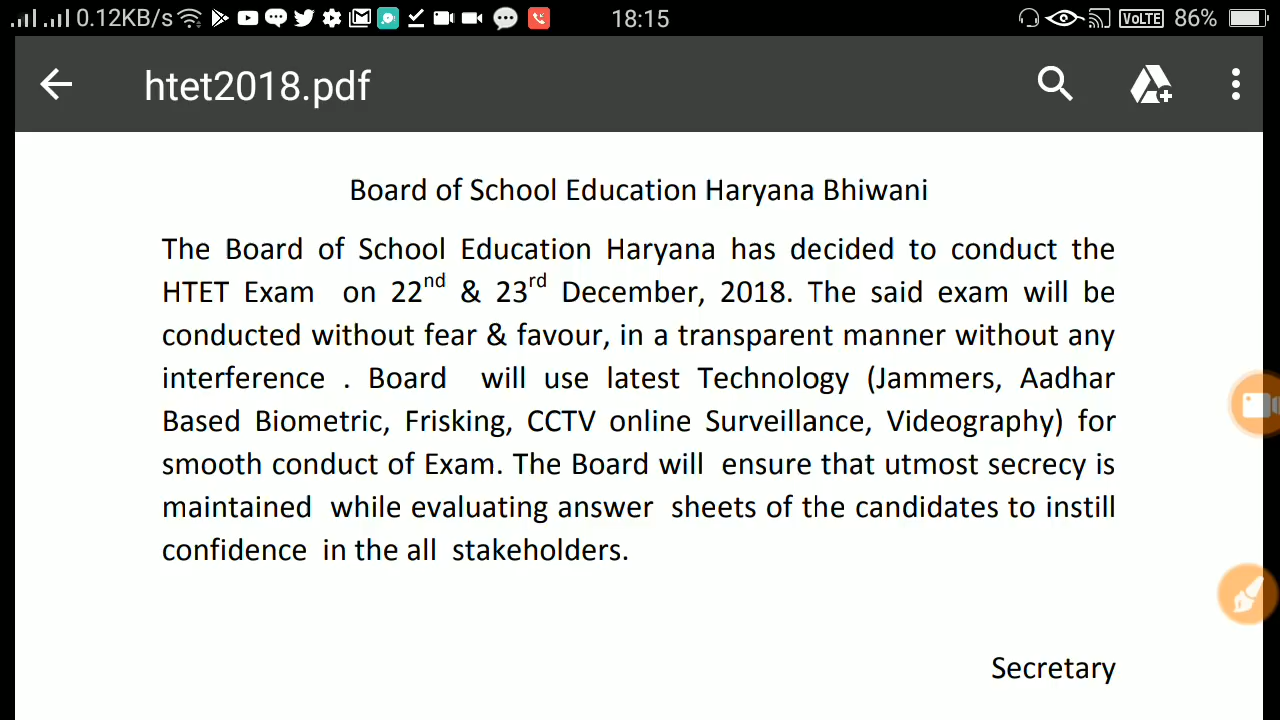 0.12KB/s 18:15 VoLTE 86%
htet2018.pdf
Board of School Education Haryana Bhiwani
The Board of School Education Haryana has decided to conduct the
HTET Exam on 22nd & 23rd December, 2018. The said exam will be
conducted without fear & favour, in a transparent manner without any
interference . Board will use latest Technology (Jammers, Aadhar
Based Biometric, Frisking, CCTV online Surveillance, Videography) for
smooth conduct of Exam. The Board will ensure that utmost secrecy is
maintained while evaluating answer sheets of the candidates to instill
confidence in the all stakeholders.
Secretary